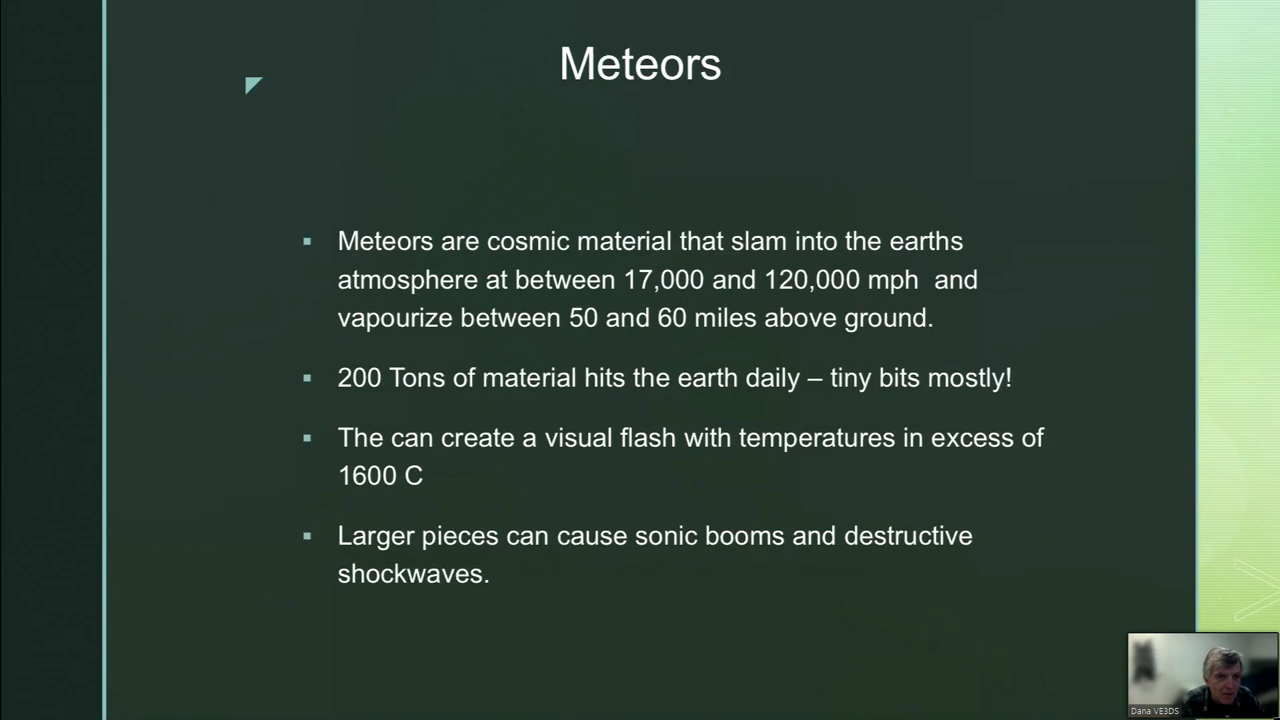 Meteors
Meteors are cosmic material that slam into the earths
atmosphere at between 17,000 and 120,000 mph  and
vapourize between 50 and 60 miles above ground.
200 Tons of material hits the earth daily – tiny bits mostly!
The can create a visual flash with temperatures in excess of
1600 C
Larger pieces can cause sonic booms and destructive
shockwaves.
Dana VE3DS